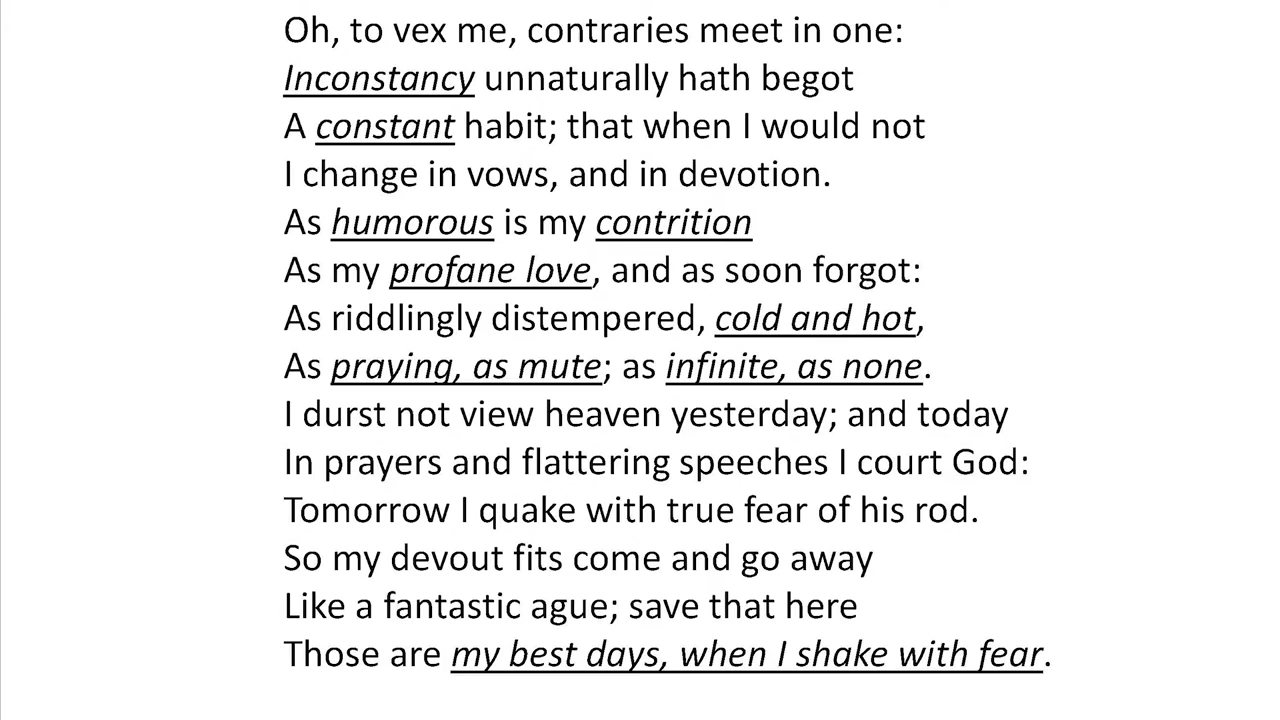 Oh, to vex me, contraries meet in one:
Inconstancy unnaturally hath begot
A constant habit; that when I would not
I change in vows, and in devotion.
As humorous is my contrition
As my profane love, and as soon forgot:
As riddlingly distempered, cold and hot,
As praying, as mute; as infinite, as none.
I durst not view heaven yesterday; and today
In prayers and flattering speeches I court God:
Tomorrow I quake with true fear of his rod.
So my devout fits come and go away
Like a fantastic ague; save that here
Those are my best days, when I shake with fear.